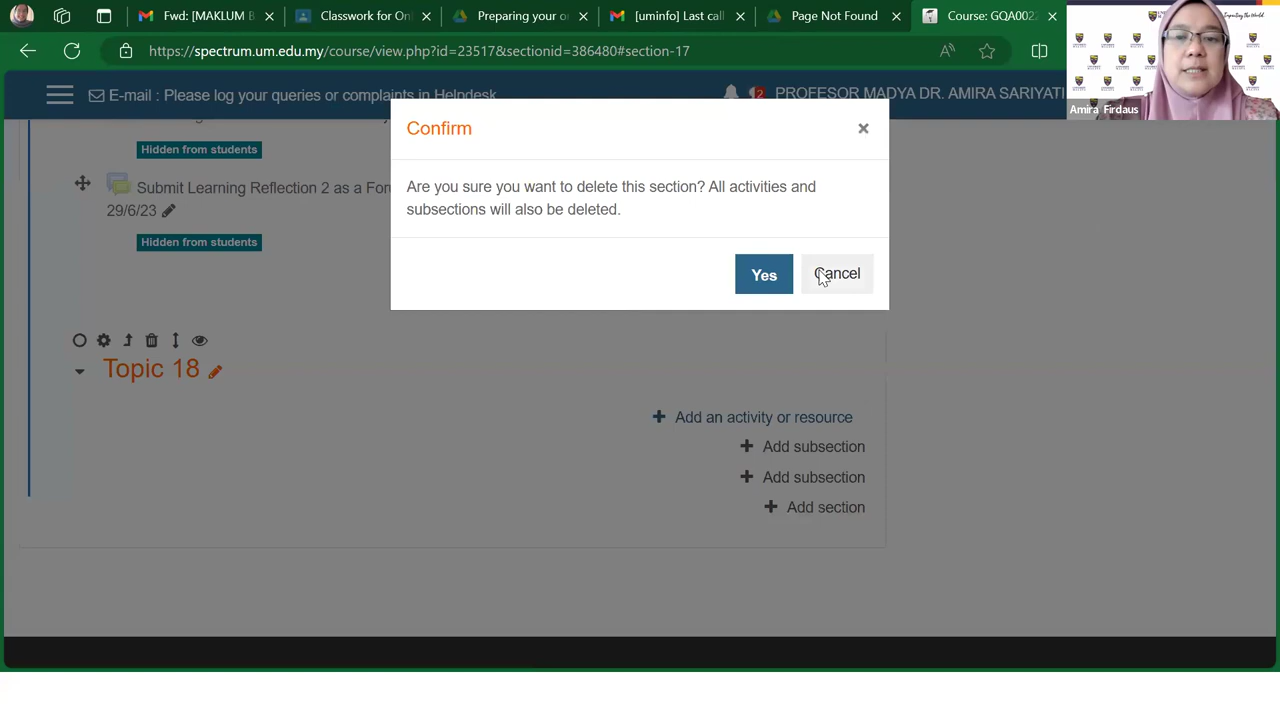 Fwd: [MAKLUM B
Classwork for Onl
Preparing your o
[uminfo] Last call
Page Not Found
Course: GQA0022
https://spectrum.um.edu.my/course/view.php?id=23517&sectionid=386480#section-17
E-mail : Please log your queries or complaints in Helpdesk
2
PROFESOR MADYA DR. AMIRA SARIYATI
Amira Firdaus
Hidden from students
Submit Learning Reflection 2 as a For
29/6/23
Hidden from students
Confirm
Are you sure you want to delete this section? All activities and
subsections will also be deleted.
Yes
Cancel
Topic 18
Add an activity or resource
Add subsection
Add subsection
Add section